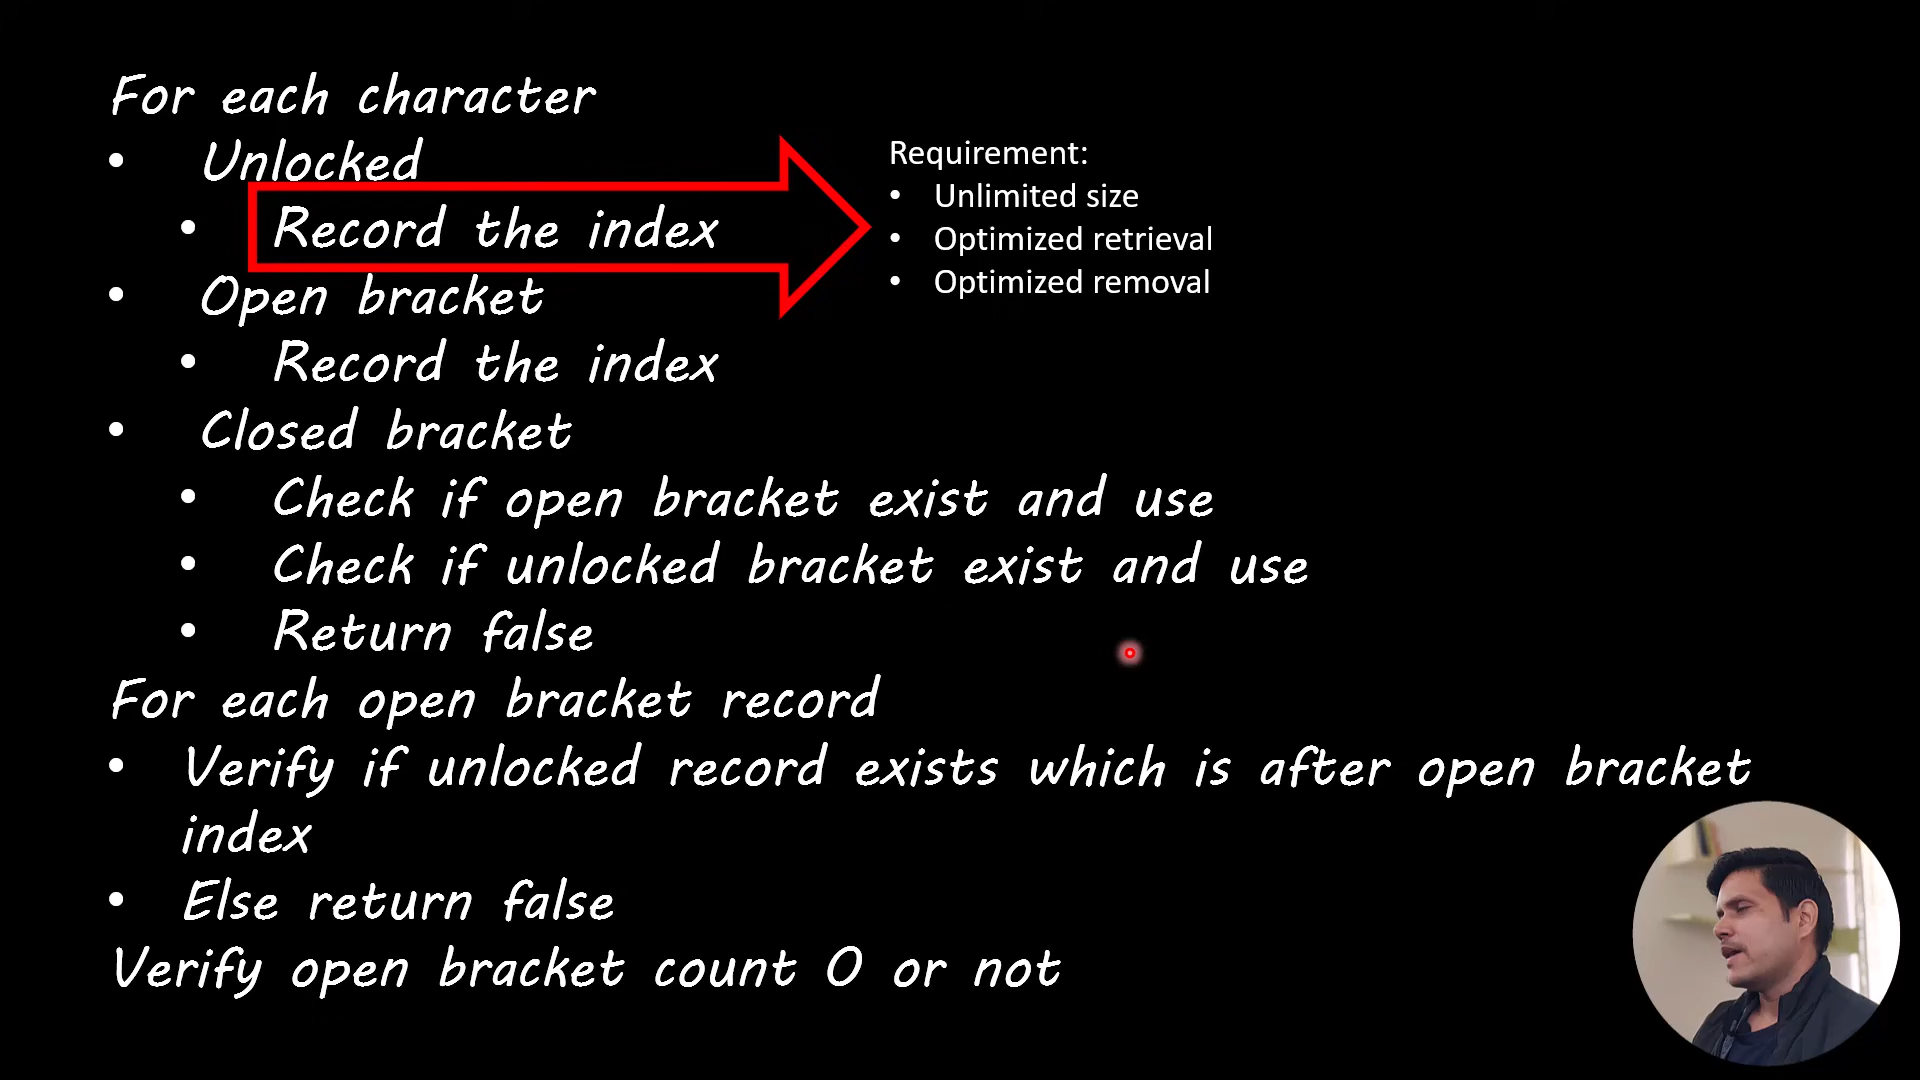 For each character
• Unlocked
• Record the index
• Open bracket
• Record the index
• Closed bracket
• Check if open bracket exist and use
• Check if unlocked bracket exist and use
• Return false
For each open bracket record
• Verify if unlocked record exists which is after open bracket
index
• Else return false
Verify open bracket count 0 or not
Requirement:
• Unlimited size
• Optimized retrieval
• Optimized removal